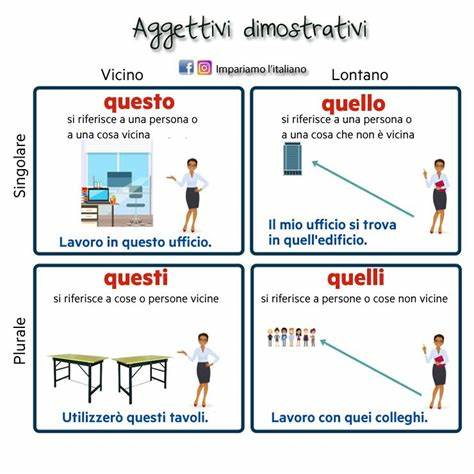 Aggettivi dimostrativi
Impariamo l'italiano
Vicino
Lontano
Singolare
questo
si riferisce a una persona o
a una cosa vicina
Lavoro in questo ufficio.
quello
si riferisce a una persona o
a una cosa che non è vicina
Il mio ufficio si trova
in quell'edificio.
Plurale
questi
si riferisce a cose o persone vicine
Utilizzerò questi tavoli.
quelli
si riferisce a persone o cose non vicine
Lavoro con quei colleghi.